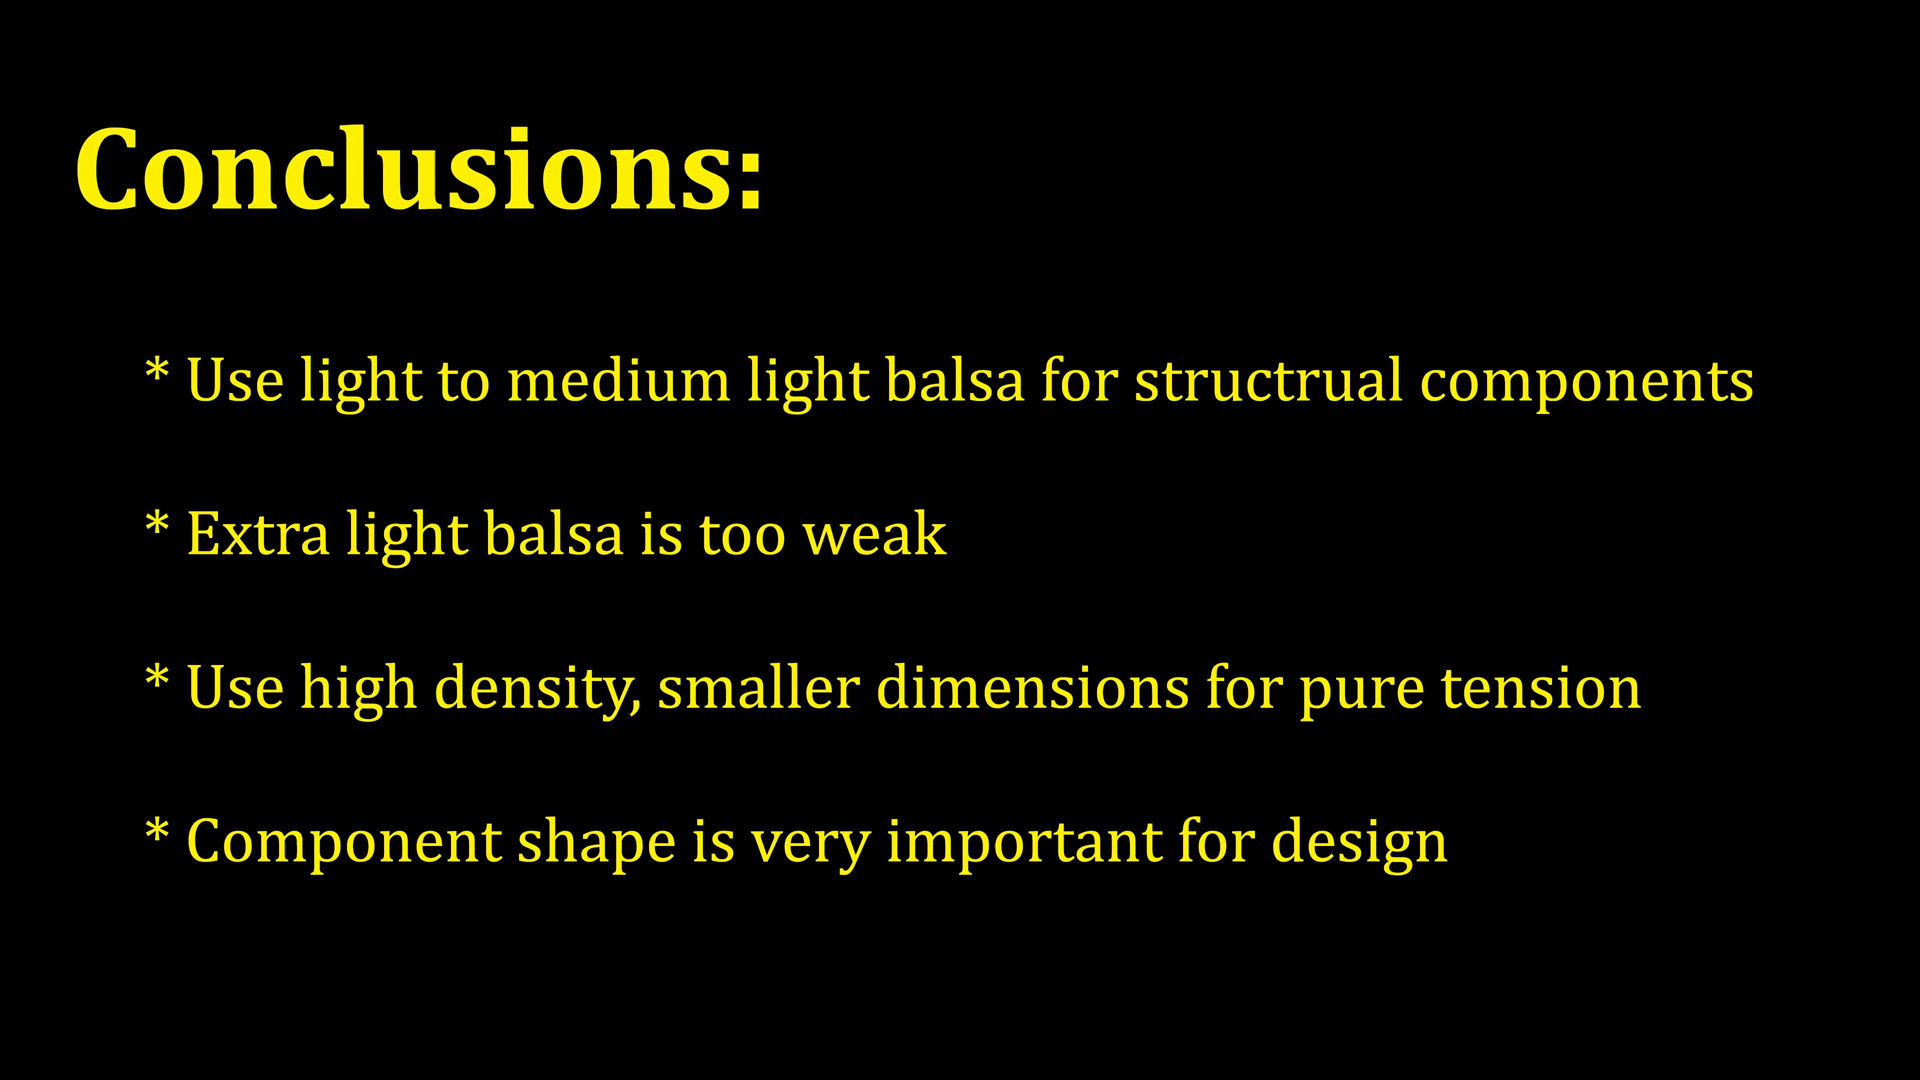 Conclusions:
* Use light to medium light balsa for structrual components
* Extra light balsa is too weak
* Use high density, smaller dimensions for pure tension
* Component shape is very important for design